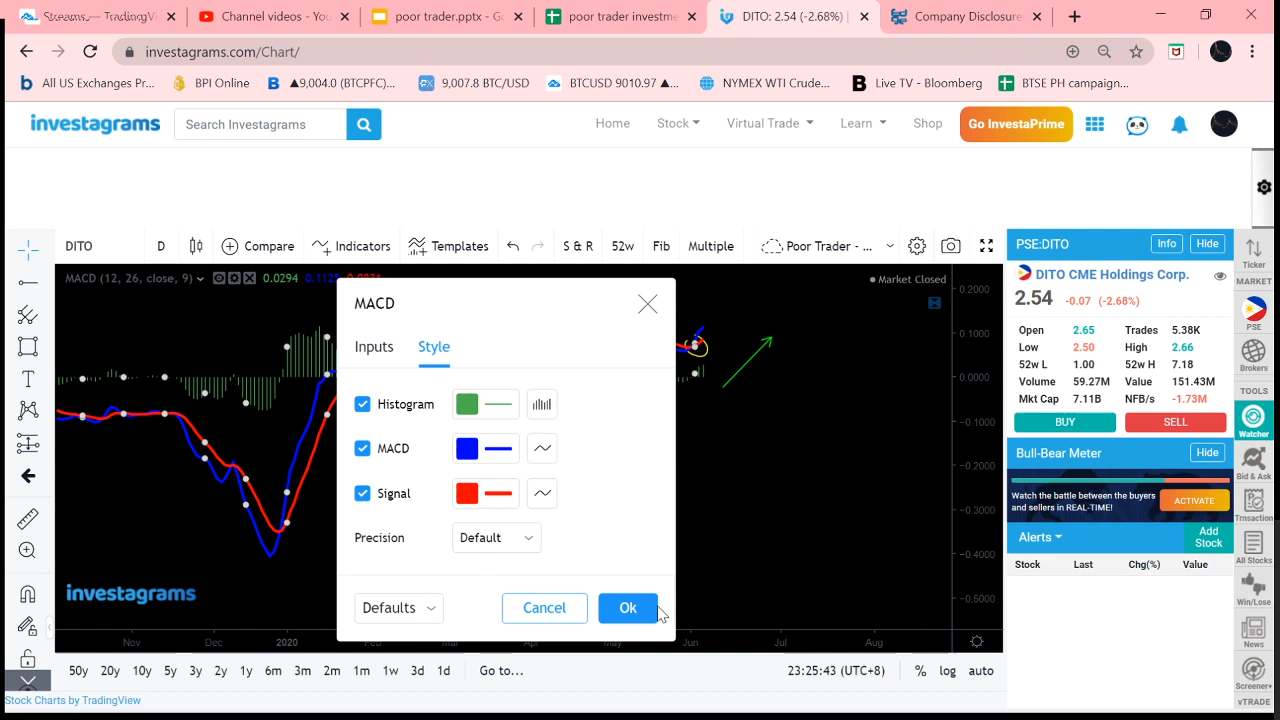 Streams — TradingVi
Channel videos - You
poor trader.pptx - G
poor trader investme
DITO: 2.54 (-2.68%)
Company Disclosure
investagrams.com/Chart/
All US Exchanges Pr...
BPI Online
▲9,004.0 (BTCPFC)...
9,007.8 BTC/USD
BTCUSD 9010.97 ▲...
NYMEX WTI Crude...
Live TV - Bloomberg
BTSE PH campaign...
investagrams
Search Investagrams
Home
Stock
Virtual Trade
Learn
Shop
Go InvestaPrime
DITO
D
Compare
Indicators
Templates
S & R
52w
Fib
Multiple
Poor Trader - ...
MACD (12, 26, close, 9)
0.0294
Market Closed
0.2000
0.1000
0.0000
-0.1000
-0.2000
-0.3000
-0.4000
-0.5000
MACD
Inputs
Style
Histogram
MACD
Signal
Precision
Default
Defaults
Cancel
Ok
investagrams
Nov
Dec
2020
Feb
Mar
Apr
May
Jun
Jul
Aug
50y 20y 10y 5y 3y 2y 1y 6m 3m 2m 1m 1w 3d 1d
Go to...
23:25:43 (UTC+8)
%
log
auto
Stock Charts by TradingView
PSE:DITO
Info
Hide
DITO CME Holdings Corp.
2.54 -0.07 (-2.68%)
Open 2.65 Trades 5.38K
Low 2.50 High 2.66
52w L 1.00 52w H 7.18
Volume 59.27M Value 151.43M
Mkt Cap 7.11B NFB/s -1.73M
BUY
SELL
Bull-Bear Meter
Hide
Watch the battle between the buyers
and sellers in REAL-TIME!
ACTIVATE
Alerts
Add
Stock
Stock Last Chg(%) Value
Ticker
MARKET
PSE
Brokers
TOOLS
Watcher
Bid & Ask
Trnsaction
All Stocks
Win/Lose
News
Screener+
vTRADE